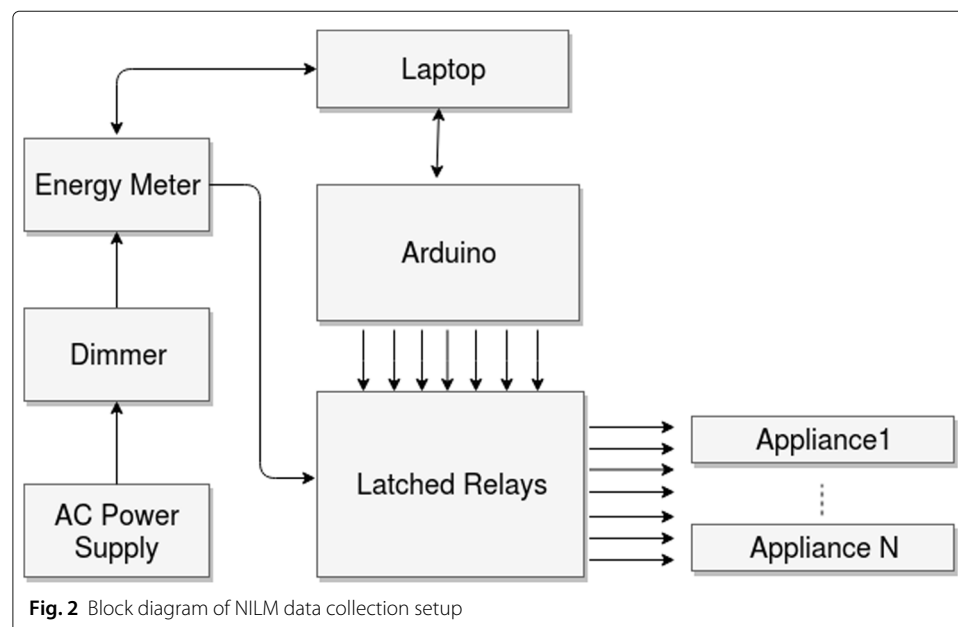 Laptop
Energy Meter
Arduino
Dimmer
Latched Relays
Appliance1
AC Power
Supply
Appliance N
Fig. 2 Block diagram of NILM data collection setup